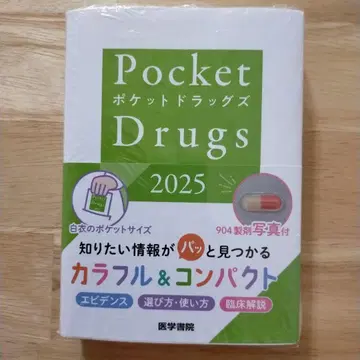 Pocket
ポケットドラッグズ
Drugs
2025
白衣のポケットサイズ
904製剤写真付
知りたい情報がパッと見つかる
カラフル&コンパクト
エビデンス 選び方・使い方 臨床解説
医学書院